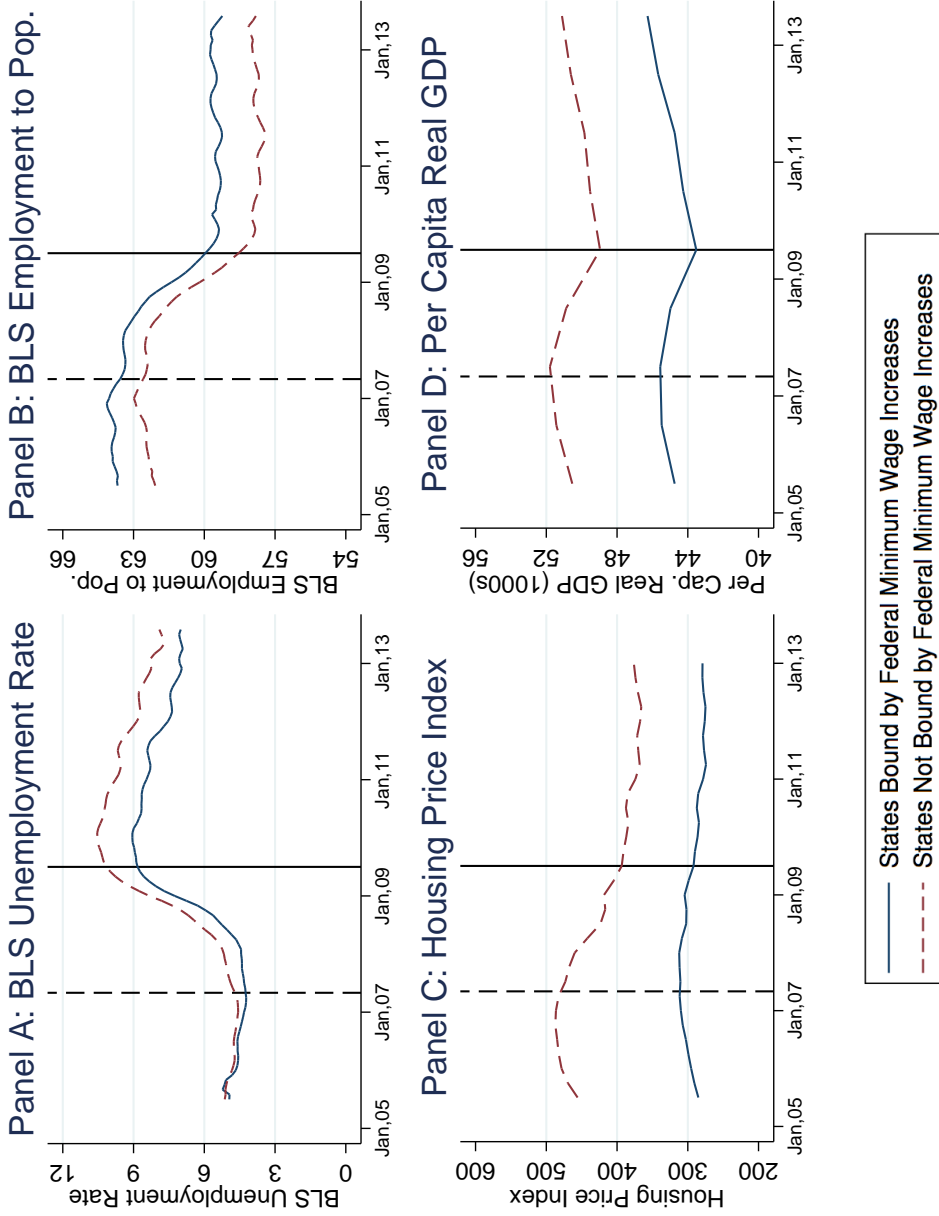 Panel A: BLS Unemployment Rate
BLS Unemployment Rate
12
9
6
3
0
Jan,05
Jan,07
Jan,09
Jan,11
Jan,13
Panel B: BLS Employment to Pop.
BLS Employment to Pop.
66
63
60
57
54
Jan,05
Jan,07
Jan,09
Jan,11
Jan,13
Panel C: Housing Price Index
Housing Price Index
600
500
400
300
200
Jan,05
Jan,07
Jan,09
Jan,11
Jan,13
Panel D: Per Capita Real GDP
Per Cap. Real GDP (1000s)
56
52
48
44
40
Jan,05
Jan,07
Jan,09
Jan,11
Jan,13
States Bound by Federal Minimum Wage Increases
States Not Bound by Federal Minimum Wage Increases